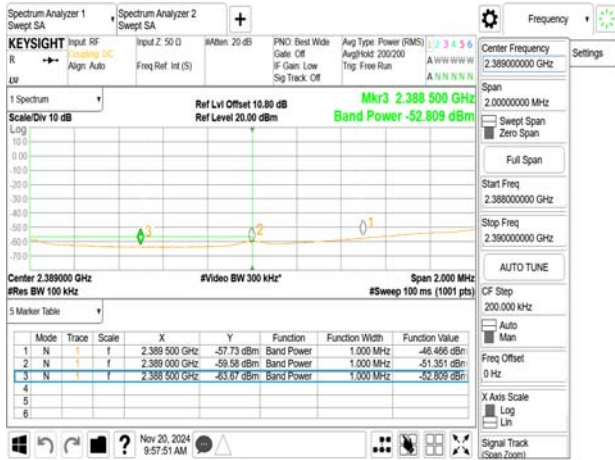 Spectrum Analyzer 1
Swept SA
Spectrum Analyzer 2
Swept SA
+
Frequency
KEYSIGHT
R
Input: RF
Coupling: DC
Align: Auto
Input Z: 50 Ω
Freq Ref: Int (S)
#Atten: 20 dB
PNO: Best Wide
Gate: Off
IF Gain: Low
Sig Track: Off
Avg Type: Power (RMS)
Avg|Hold: 200/200
Trig: Free Run
1 2 3 4 5 6
A W W W W W
A N N N N N
1 Spectrum
Scale/Div 10 dB
Ref Lvl Offset 10.80 dB
Ref Level 20.00 dBm
Mkr3 2.388 500 GHz
Band Power -52.809 dBm
Log
10.0
0.00
-10.0
-20.0
-30.0
-40.0
-50.0
-60.0
-70.0
3
2
1
Center 2.389000 GHz
#Res BW 100 kHz
#Video BW 300 kHz*
Span 2.000 MHz
#Sweep 100 ms (1001 pts)
5 Marker Table
Mode Trace Scale X Y Function Function Width Function Value
1 N 1 f 2.389 500 GHz -57.73 dBm Band Power 1.000 MHz -46.466 dBm
2 N 1 f 2.389 000 GHz -59.58 dBm Band Power 1.000 MHz -51.351 dBm
3 N 1 f 2.388 500 GHz -63.67 dBm Band Power 1.000 MHz -52.809 dBm
4
5
6
?
Nov 20, 2024
9:57:51 AM
Center Frequency
2.389000000 GHz
Settings
Span
2.00000000 MHz
Swept Span
Zero Span
Full Span
Start Freq
2.388000000 GHz
Stop Freq
2.390000000 GHz
AUTO TUNE
CF Step
200.000 kHz
Auto
Man
Freq Offset
0 Hz
X Axis Scale
Log
Lin
Signal Track
(Span Zoom)